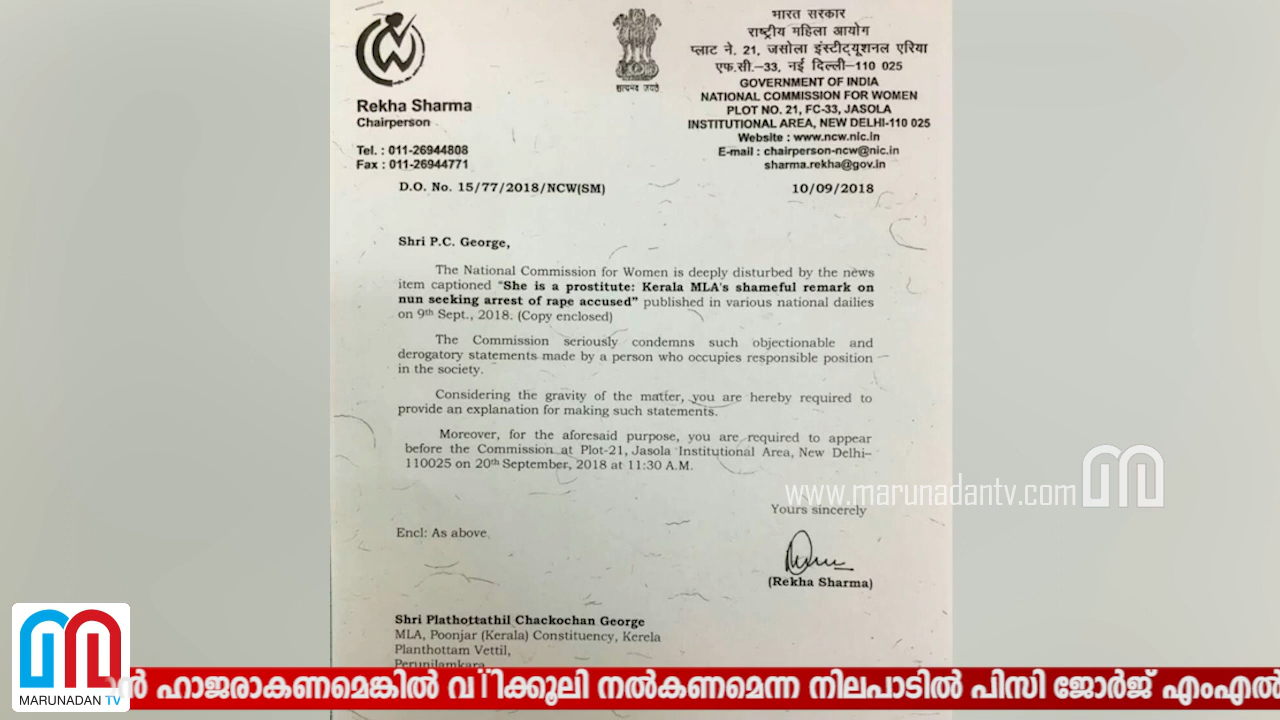 Rekha Sharma
Chairperson
Tel. : 011-26944808
Fax : 011-26944771
सत्यमेव जयते
भारत सरकार
राष्ट्रीय महिला आयोग
प्लाट ने. 21, जसोला इंस्टीट्यूशनल एरिया
एफ.सी.–33, नई दिल्ली–110 025
GOVERNMENT OF INDIA
NATIONAL COMMISSION FOR WOMEN
PLOT NO. 21, FC-33, JASOLA
INSTITUTIONAL AREA, NEW DELHI-110 025
Website : www.ncw.nic.in
E-mail : chairperson-ncw@nic.in
sharma.rekha@gov.in
D.O. No. 15/77/2018/NCW(SM) 10/09/2018
Shri P.C. George,
The National Commission for Women is deeply disturbed by the news
item captioned "She is a prostitute: Kerala MLA's shameful remark on
nun seeking arrest of rape accused" published in various national dailies
on 9th Sept., 2018. (Copy enclosed)
The Commission seriously condemns such objectionable and
derogatory statements made by a person who occupies responsible position
in the society.
Considering the gravity of the matter, you are hereby required to
provide an explanation for making such statements.
Moreover, for the aforesaid purpose, you are required to appear
before the Commission at Plot-21, Jasola Institutional Area, New Delhi–
110025 on 20th September, 2018 at 11:30 A.M.
www.marunadantv.com
Yours sincerely
Encl: As above
(Rekha Sharma)
Shri Plathottathil Chackochan George
MLA, Poonjar (Kerala) Constituency, Kerela
Planthottam Vettil,
Perunilamkara
MARUNADAN TV
ഹാജരാകണമെങ്കിൽ നൽകണമെന്ന നിലപാടിൽ പിസി ജോർജ് എംഎൽ